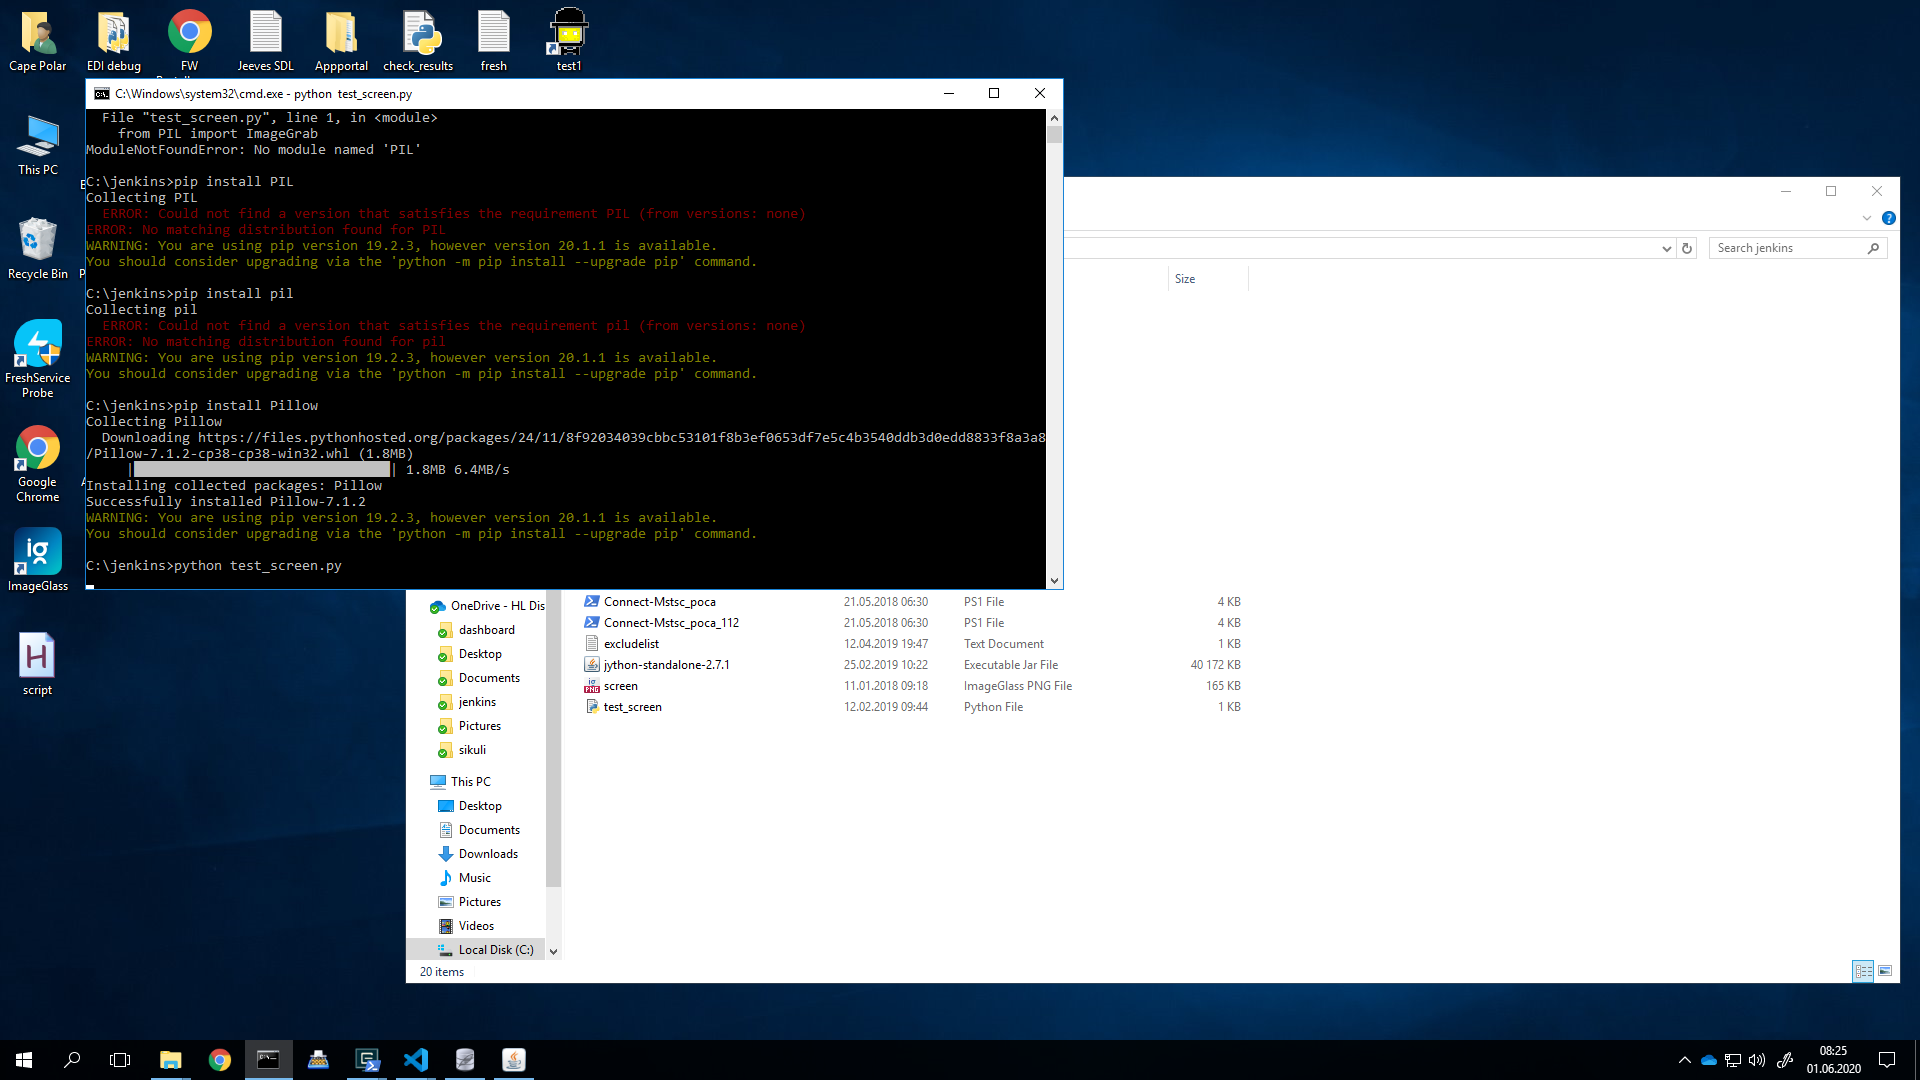 Cape Polar
EDI debug
FW
Jeeves SDL
Appportal
check_results
fresh
test1
This PC
Recycle Bin
FreshService
Probe
Google
Chrome
ImageGlass
script
C:\Windows\system32\cmd.exe - python  test_screen.py
  File "test_screen.py", line 1, in <module>
    from PIL import ImageGrab
ModuleNotFoundError: No module named 'PIL'
C:\jenkins>pip install PIL
Collecting PIL
  ERROR: Could not find a version that satisfies the requirement PIL (from versions: none)
ERROR: No matching distribution found for PIL
WARNING: You are using pip version 19.2.3, however version 20.1.1 is available.
You should consider upgrading via the 'python -m pip install --upgrade pip' command.
C:\jenkins>pip install pil
Collecting pil
  ERROR: Could not find a version that satisfies the requirement pil (from versions: none)
ERROR: No matching distribution found for pil
WARNING: You are using pip version 19.2.3, however version 20.1.1 is available.
You should consider upgrading via the 'python -m pip install --upgrade pip' command.
C:\jenkins>pip install Pillow
Collecting Pillow
  Downloading https://files.pythonhosted.org/packages/24/11/8f92034039cbbc53101f8b3ef0653df7e5c4b3540ddb3d0edd8833f8a3a8
/Pillow-7.1.2-cp38-cp38-win32.whl (1.8MB)
| | 1.8MB 6.4MB/s
Installing collected packages: Pillow
Successfully installed Pillow-7.1.2
WARNING: You are using pip version 19.2.3, however version 20.1.1 is available.
You should consider upgrading via the 'python -m pip install --upgrade pip' command.
C:\jenkins>python test_screen.py
Search jenkins
Size
OneDrive - HL Dis
dashboard
Desktop
Documents
jenkins
Pictures
sikuli
This PC
Desktop
Documents
Downloads
Music
Pictures
Videos
Local Disk (C:)
Connect-Mstsc_poca 21.05.2018 06:30 PS1 File 4 KB
Connect-Mstsc_poca_112 21.05.2018 06:30 PS1 File 4 KB
excludelist 12.04.2019 19:47 Text Document 1 KB
jython-standalone-2.7.1 25.02.2019 10:22 Executable Jar File 40 172 KB
screen 11.01.2018 09:18 ImageGlass PNG File 165 KB
test_screen 12.02.2019 09:44 Python File 1 KB
20 items
08:25
01.06.2020